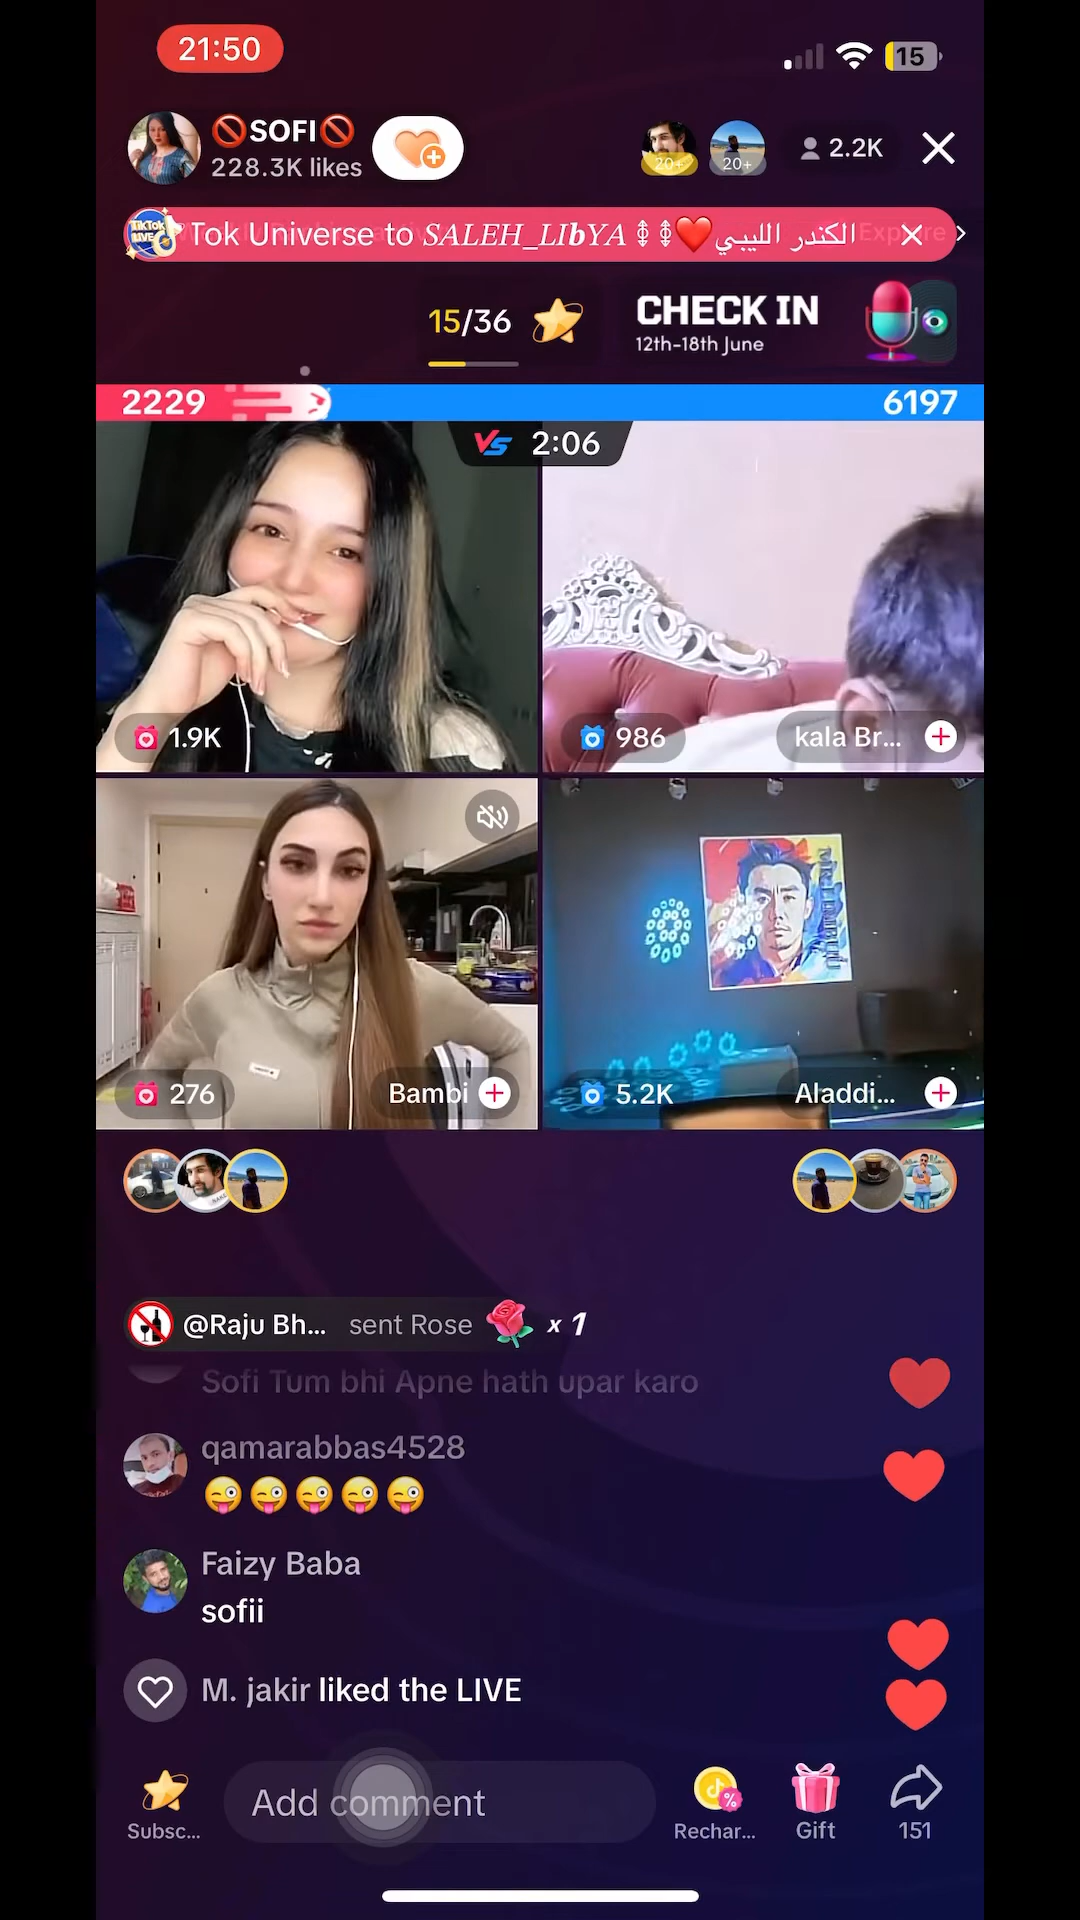 21:50
15
🚫SOFI🚫
228.3K likes
20+
20+
2.2K
TikTok LIVE
Tok Universe to SALEH_LIbYA ⇞⇞❤️الكندر الليبي
15/36
CHECK IN
12th-18th June
2229
6197
VS 2:06
1.9K
986
kala Br...
276
Bambi
5.2K
Aladdi...
@Raju Bh... sent Rose x 1
Sofi Tum bhi Apne hath upar karo
qamarabbas4528
😜😜😜😜😜
Faizy Baba
sofii
M. jakir liked the LIVE
Subsc...
Add comment
Rechar...
Gift
151